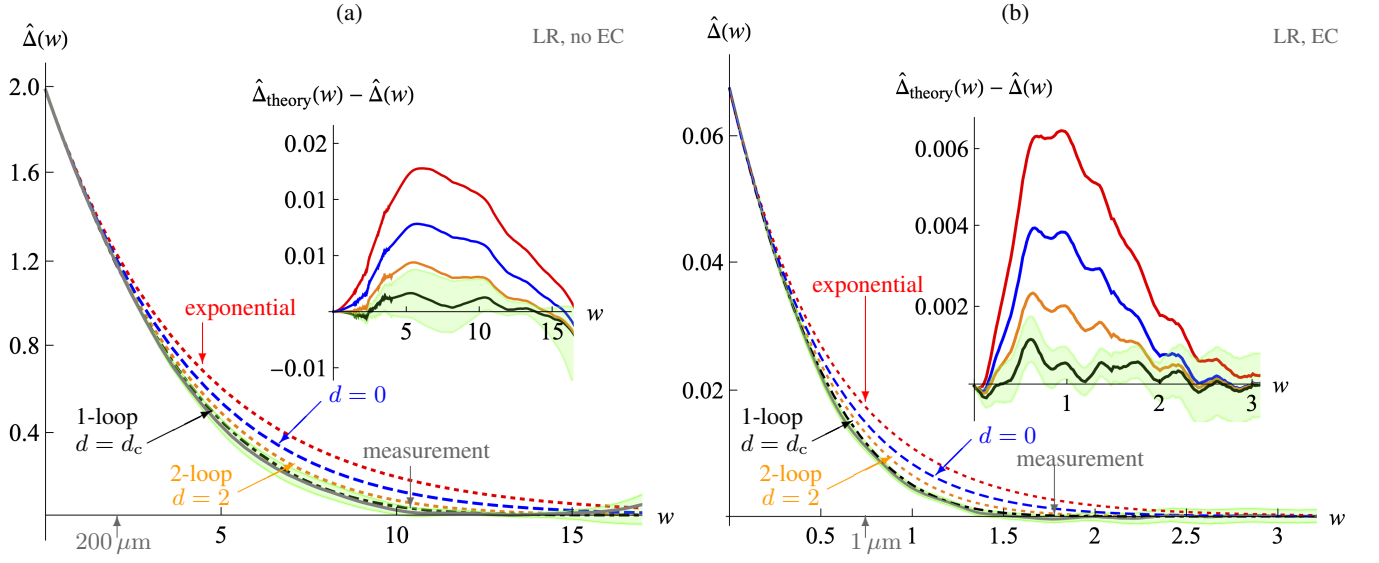 (a)
Δ̂(w)
LR, no EC
2.0
1.6
1.2
0.8
0.4
Δ̂theory(w) − Δ̂(w)
0.02
0.01
0.01
−0.01
5
10
15
w
exponential
d = 0
1-loop
d = dc
2-loop
d = 2
measurement
200 μm
5
10
15
w
(b)
Δ̂(w)
LR, EC
0.06
0.04
0.02
Δ̂theory(w) − Δ̂(w)
0.006
0.004
0.002
1
2
3
w
exponential
1-loop
d = dc
d = 0
2-loop
d = 2
measurement
0.5
1 μm
1
1.5
2
2.5
3
w